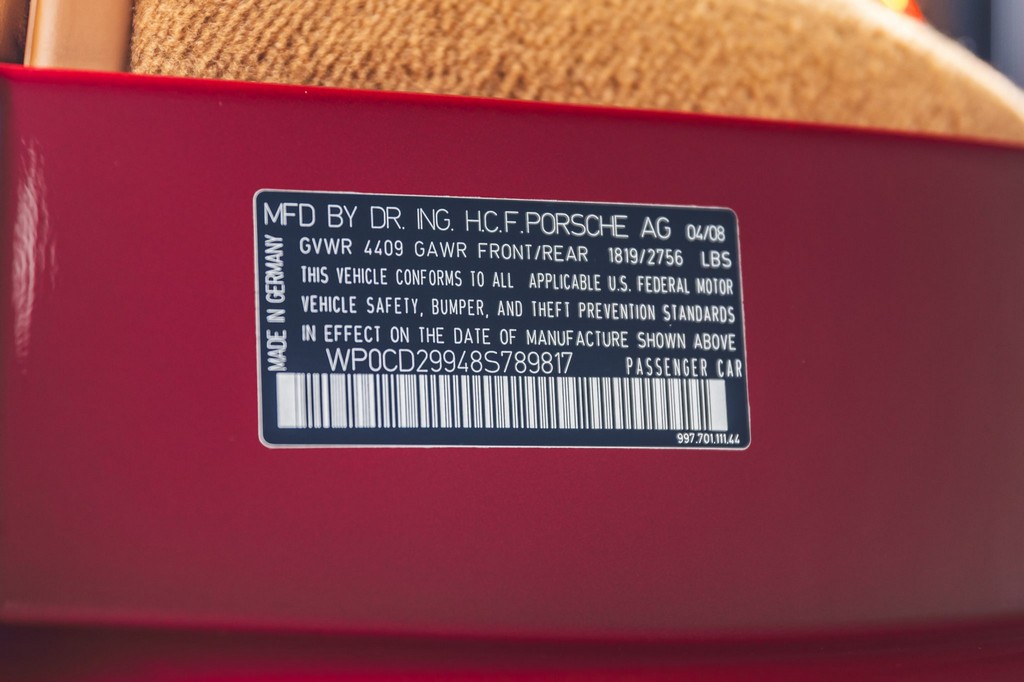 MFD BY DR. ING. H.C.F. PORSCHE AG 04/08
GVWR 4409 GAWR FRONT/REAR 1819/2756 LBS
THIS VEHICLE CONFORMS TO ALL APPLICABLE U.S. FEDERAL MOTOR
VEHICLE SAFETY, BUMPER, AND THEFT PREVENTION STANDARDS
IN EFFECT ON THE DATE OF MANUFACTURE SHOWN ABOVE
WP0CD29948S789817 PASSENGER CAR
997.701.111.44
MADE IN GERMANY